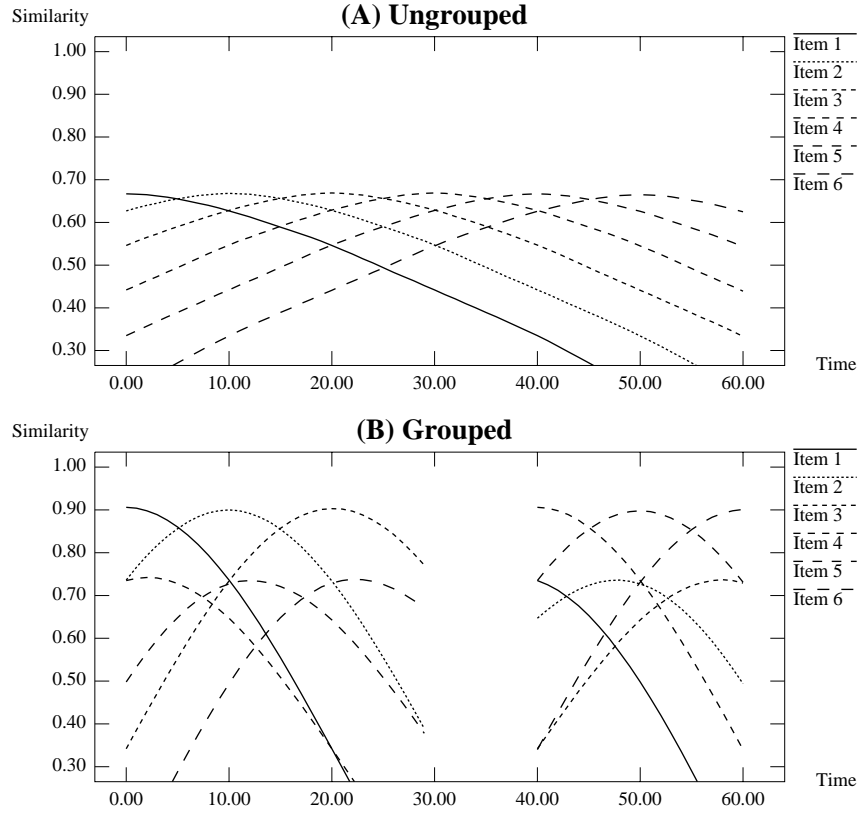 (A) Ungrouped
Similarity
1.00
0.90
0.80
0.70
0.60
0.50
0.40
0.30
0.00 10.00 20.00 30.00 40.00 50.00 60.00
Time
Item 1
Item 2
Item 3
Item 4
Item 5
Item 6
(B) Grouped
Similarity
1.00
0.90
0.80
0.70
0.60
0.50
0.40
0.30
0.00 10.00 20.00 30.00 40.00 50.00 60.00
Time
Item 1
Item 2
Item 3
Item 4
Item 5
Item 6